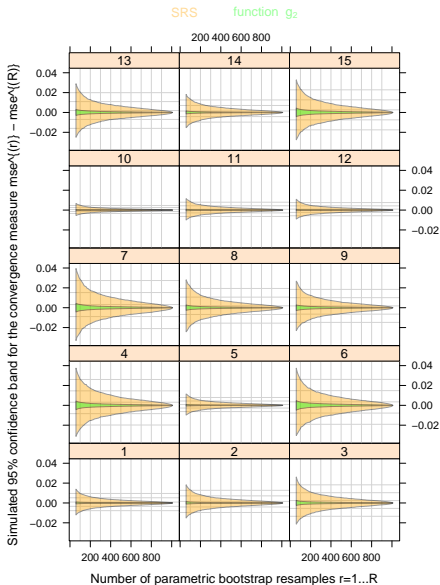 SRS function g2
200 400 600 800
13 14 15
0.04
0.02
0.00
−0.02
10 11 12
0.04
0.02
0.00
−0.02
7 8 9
0.04
0.02
0.00
−0.02
4 5 6
0.04
0.02
0.00
−0.02
1 2 3
0.04
0.02
0.00
−0.02
200 400 600 800 200 400 600 800
Number of parametric bootstrap resamples r=1...R
Simulated 95% confidence band for the convergence measure mse^{(r)} − mse^{(R)}